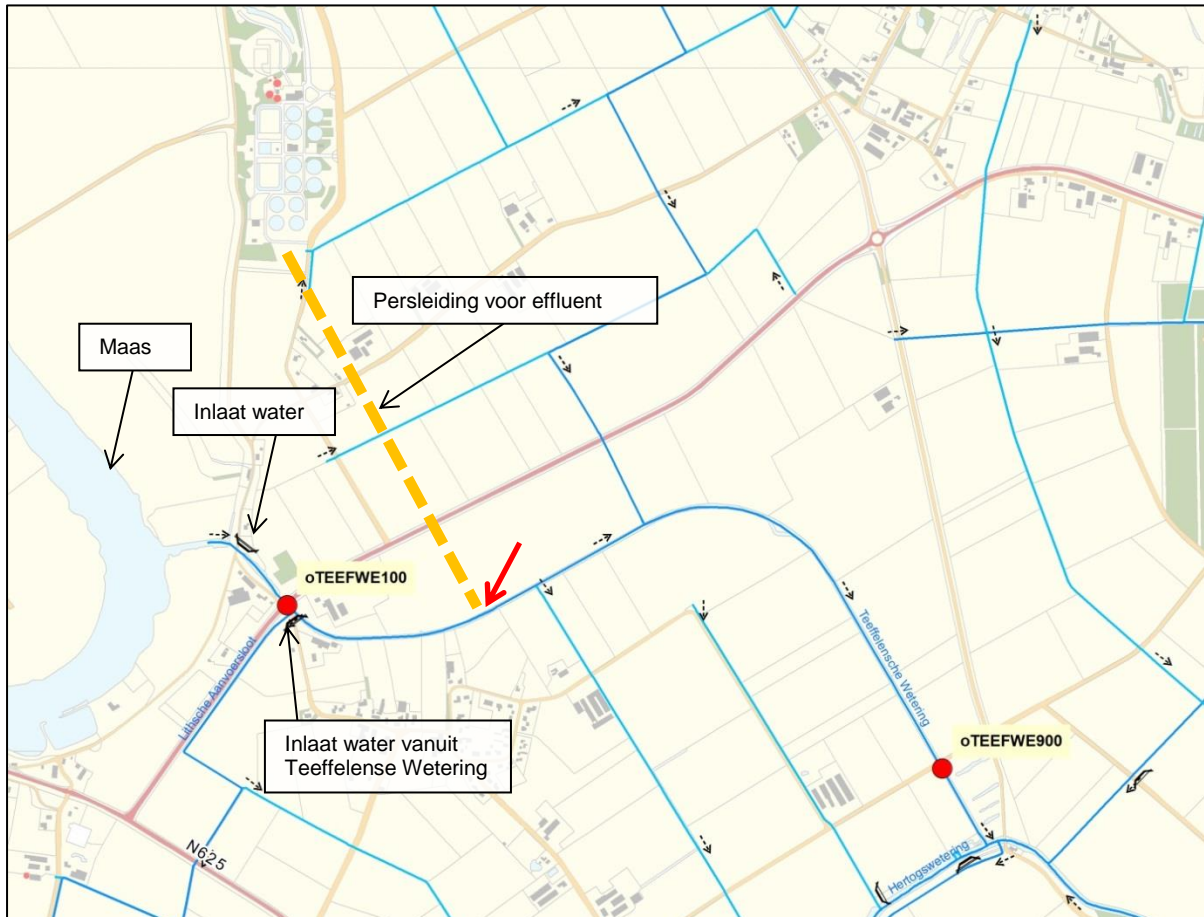 Persleiding voor effluent
Maas
Inlaat water
oTEEFWE100
Lithsche Aanvoersloot
Teeffelensche Wetering
Inlaat water vanuit
Teeffelense Wetering
oTEEFWE900
N625
Hertogswetering